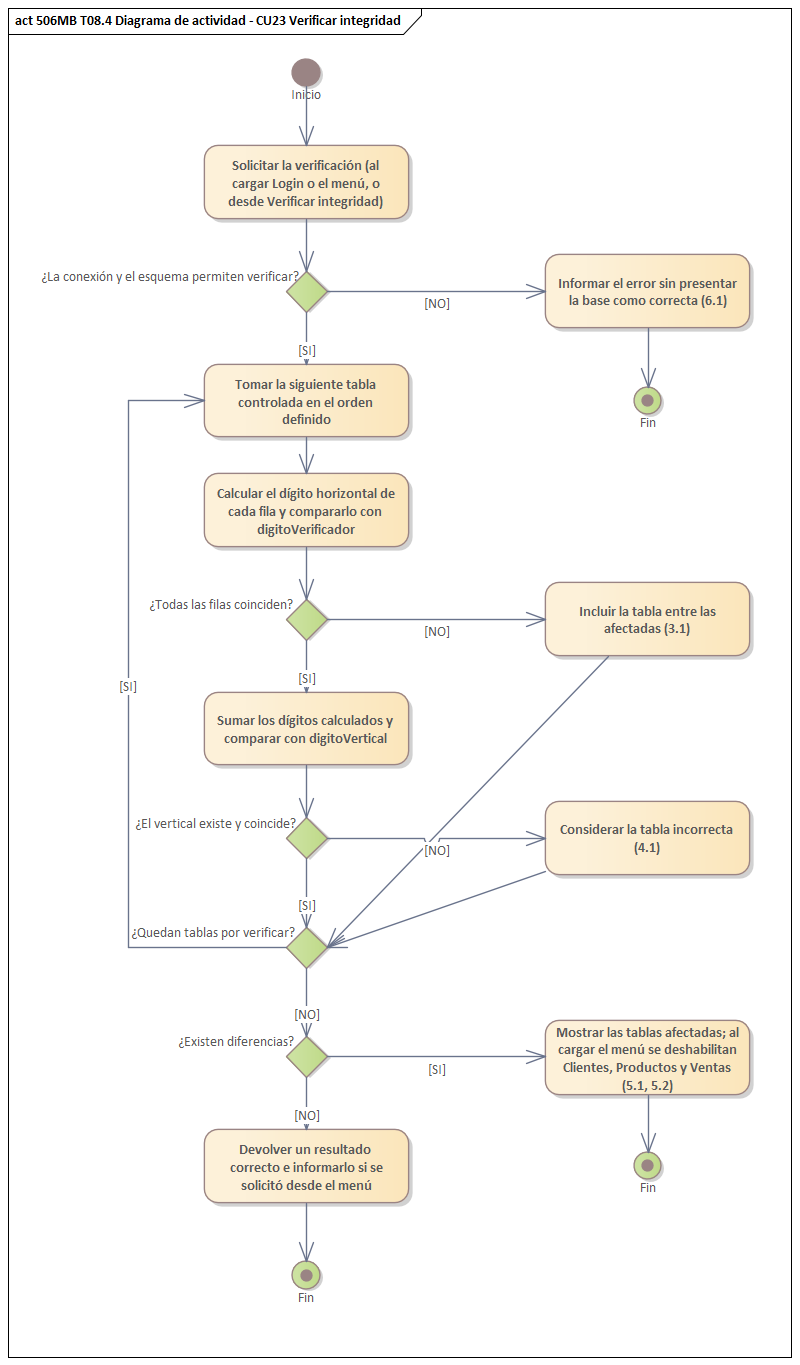 act 506MB T08.4 Diagrama de actividad - CU23 Verificar integridad
Inicio
Solicitar la verificación (al
cargar Login o el menú, o
desde Verificar integridad)
¿La conexión y el esquema permiten verificar?
[NO]
Informar el error sin presentar
la base como correcta (6.1)
Fin
[SI]
Tomar la siguiente tabla
controlada en el orden
definido
Calcular el dígito horizontal de
cada fila y compararlo con
digitoVerificador
¿Todas las filas coinciden?
[NO]
Incluir la tabla entre las
afectadas (3.1)
[SI]
[SI]
Sumar los dígitos calculados y
comparar con digitoVertical
¿El vertical existe y coincide?
[NO]
Considerar la tabla incorrecta
(4.1)
[SI]
¿Quedan tablas por verificar?
[NO]
¿Existen diferencias?
[SI]
Mostrar las tablas afectadas; al
cargar el menú se deshabilitan
Clientes, Productos y Ventas
(5.1, 5.2)
Fin
[NO]
Devolver un resultado
correcto e informarlo si se
solicitó desde el menú
Fin